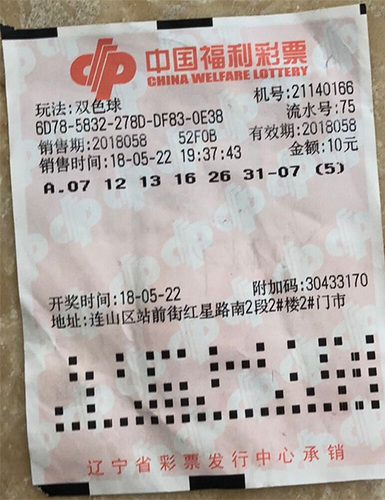 中国福利彩票
CHINA WELFARE LOTTERY
玩法:双色球 机号:21140166
6D78-5832-278D-DF83-0E38 流水号:75
销售期:2018058 52F0B 有效期:2018058
销售时间:18-05-22 19:37:43 金额:10元
A.07 12 13 16 26 31-07 (5)
开奖时间:18-05-22 附加码:30433170
地址:连山区站前街红星路南2段2#楼2#门市
辽宁省彩票发行中心承销